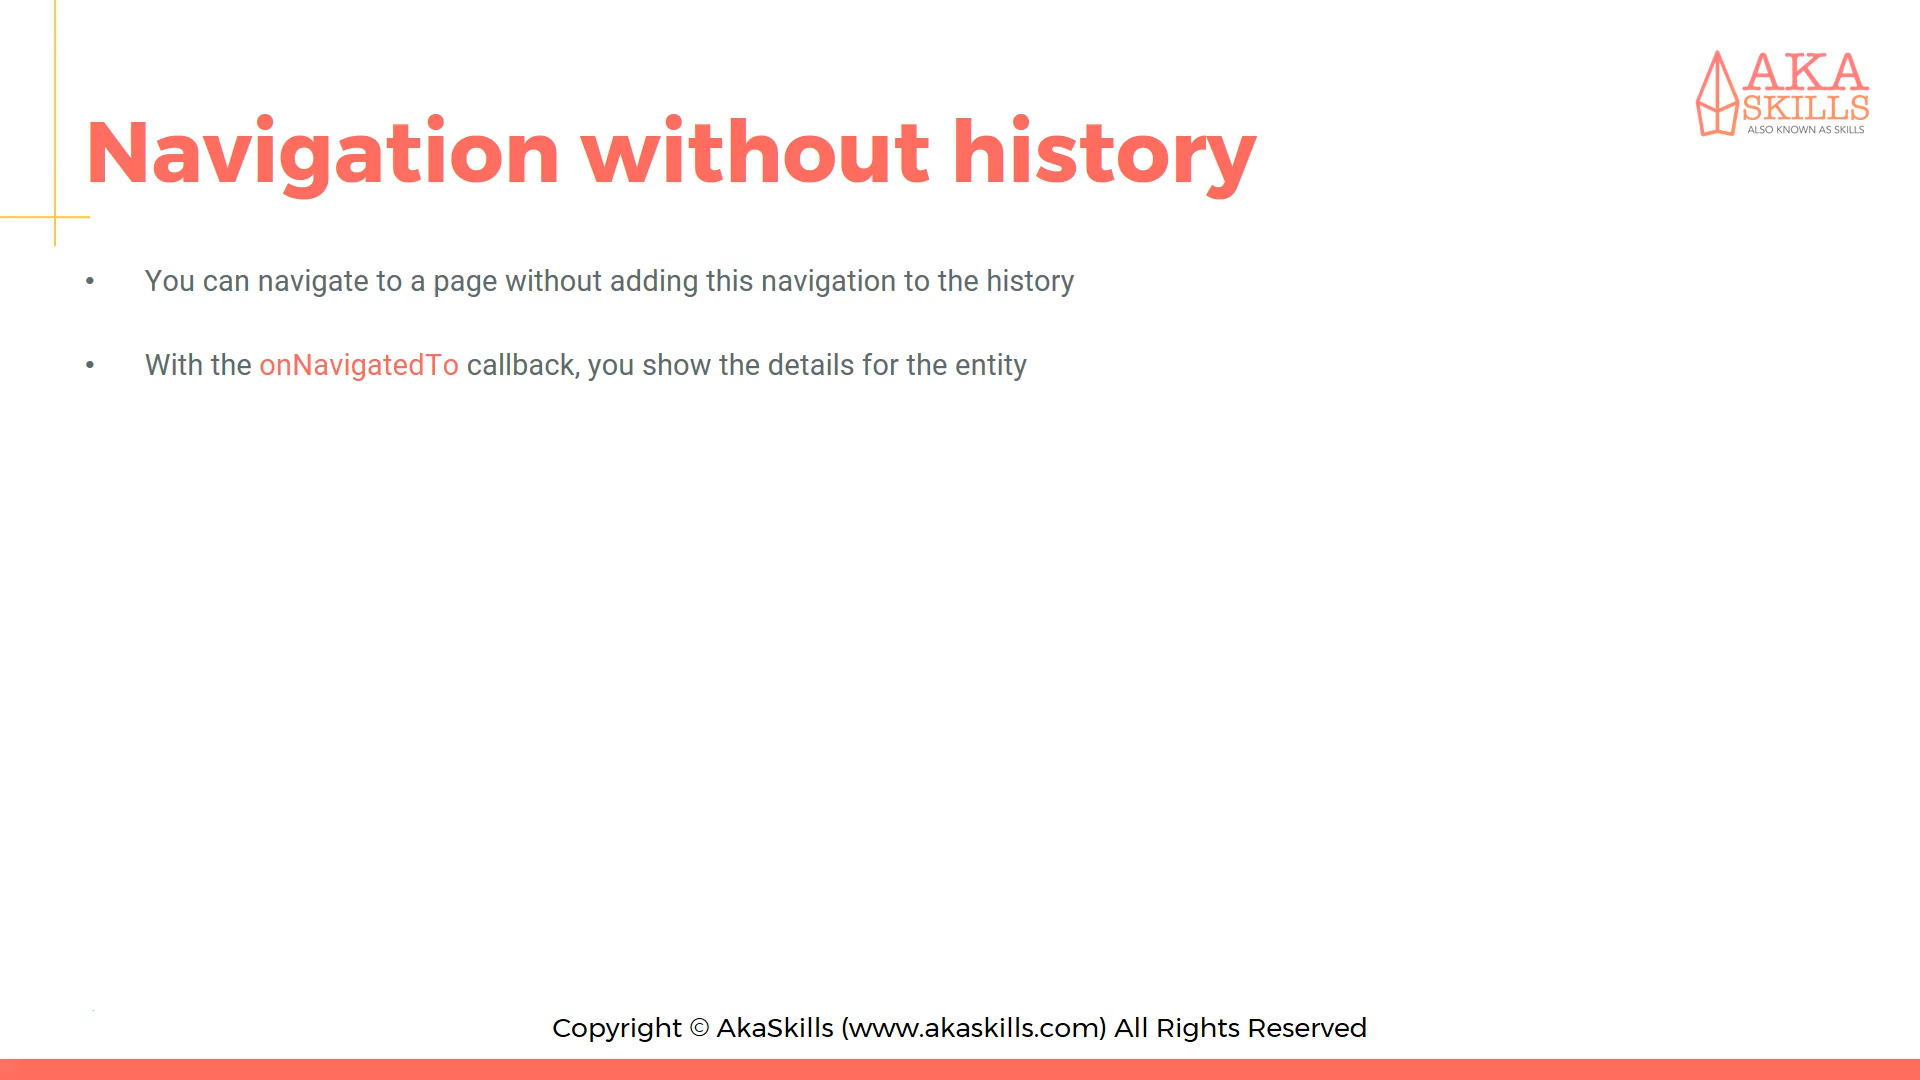 AKA
SKILLS
ALSO KNOWN AS SKILLS
Navigation without history
• You can navigate to a page without adding this navigation to the history
• With the onNavigatedTo callback, you show the details for the entity
Copyright © AkaSkills (www.akaskills.com) All Rights Reserved